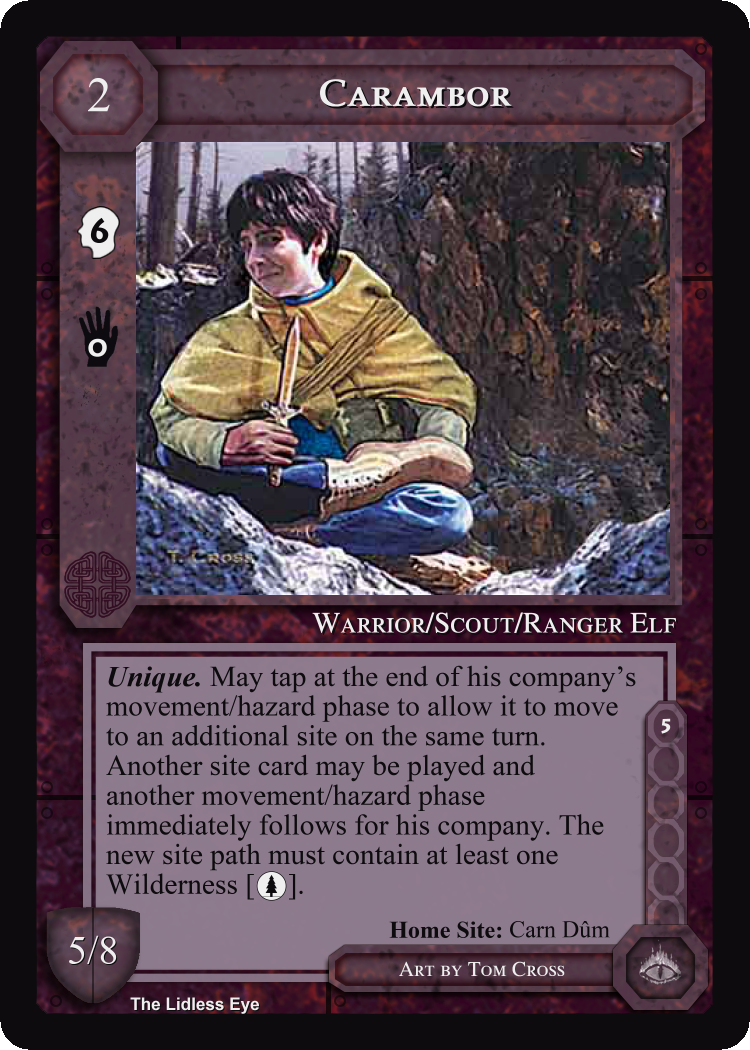 2
Carambor
6
0
T. Cross
Warrior/Scout/Ranger Elf
Unique. May tap at the end of his company's
movement/hazard phase to allow it to move
to an additional site on the same turn.
Another site card may be played and
another movement/hazard phase
immediately follows for his company. The
new site path must contain at least one
Wilderness [ ].
5
Home Site: Carn Dûm
5/8
Art by Tom Cross
The Lidless Eye